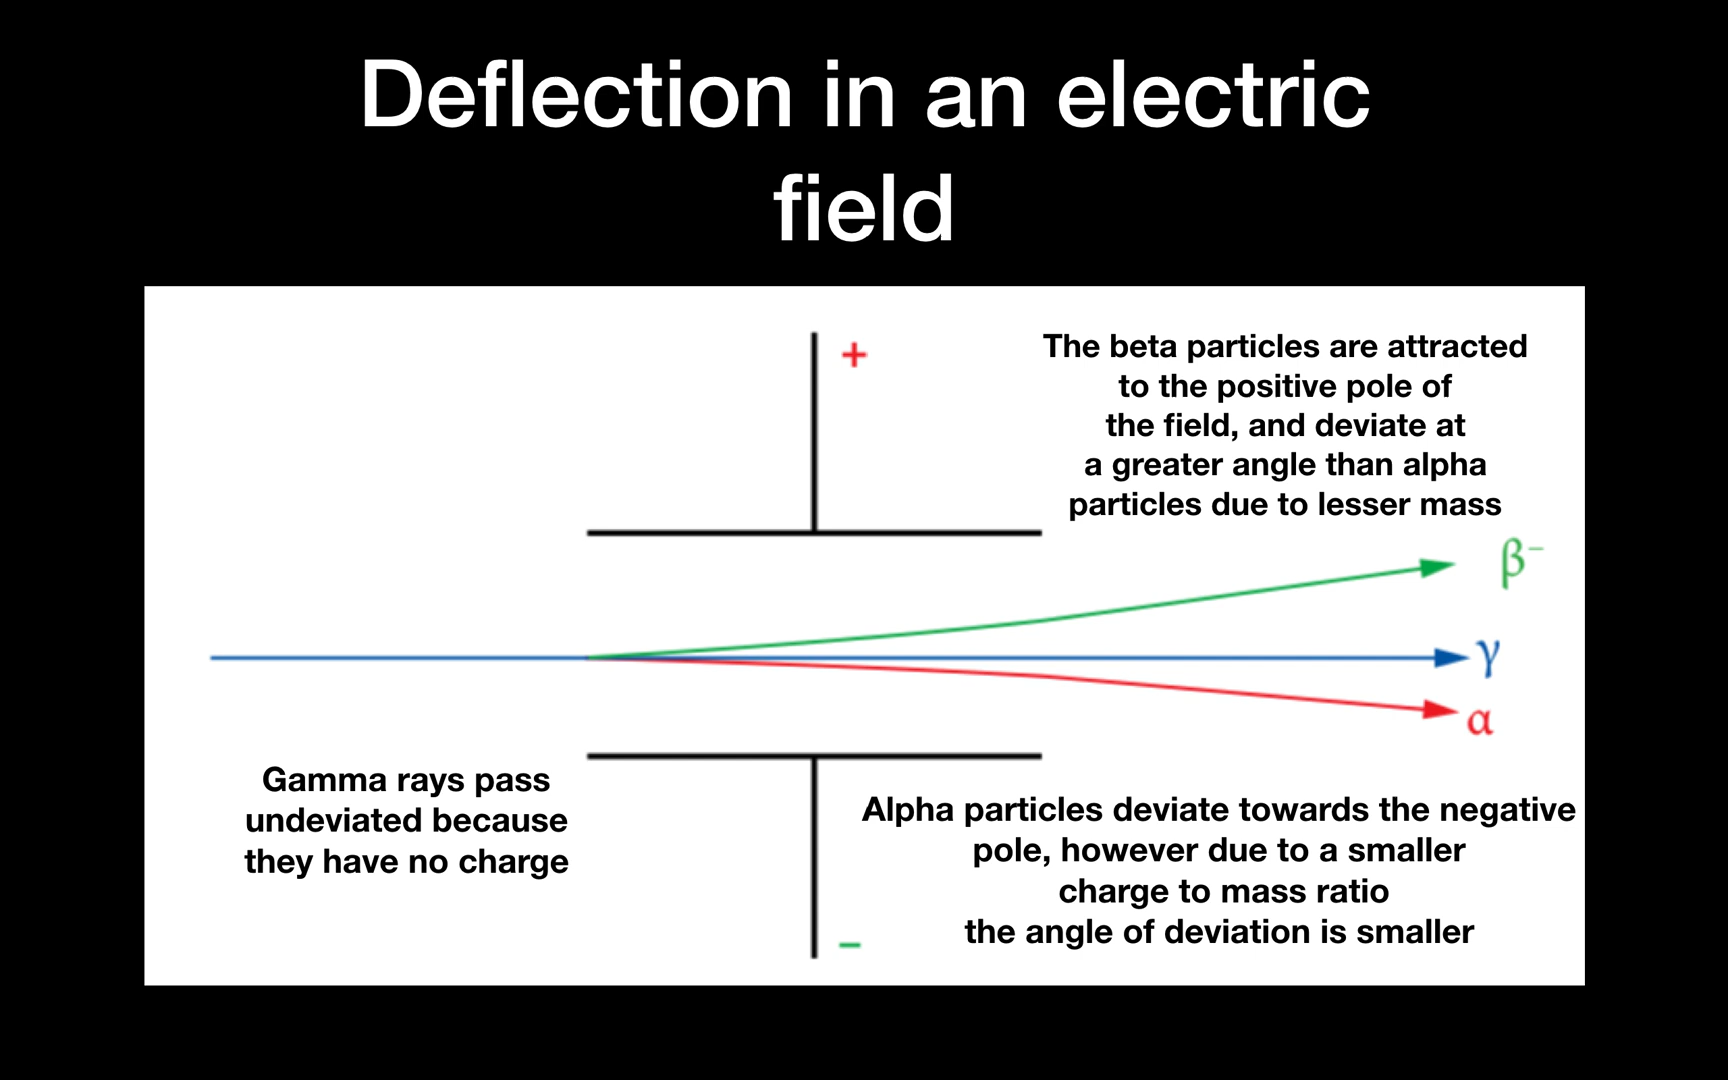 Deflection in an electric
field
+
The beta particles are attracted
to the positive pole of
the field, and deviate at
a greater angle than alpha
particles due to lesser mass
β⁻
γ
α
Gamma rays pass
undeviated because
they have no charge
Alpha particles deviate towards the negative
pole, however due to a smaller
charge to mass ratio
the angle of deviation is smaller
−